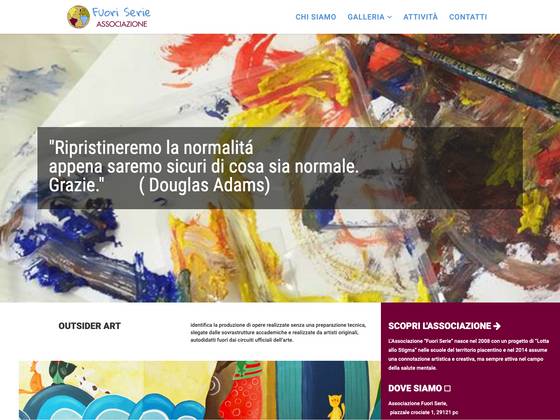 Fuori Serie
ASSOCIAZIONE
CHI SIAMO GALLERIA ATTIVITÀ CONTATTI
"Ripristineremo la normalitá
appena saremo sicuri di cosa sia normale.
Grazie." ( Douglas Adams)
OUTSIDER ART
identifica la produzione di opere realizzate senza una preparazione tecnica,
slegate dalle sovrastrutture accademiche e realizzate da artisti originali,
autodidatti fuori dai circuiti ufficiali dell'arte.
SCOPRI L'ASSOCIAZIONE
L'Associazione "Fuori Serie" nasce nel 2008 con un progetto di "Lotta
allo Stigma" nelle scuole del territorio piacentino e nel 2014 assume
una connotazione artistica e creativa, ma sempre attiva nel campo
della salute mentale.
DOVE SIAMO
Associazione Fuori Serie,
piazzale crociate 1, 29121 pc